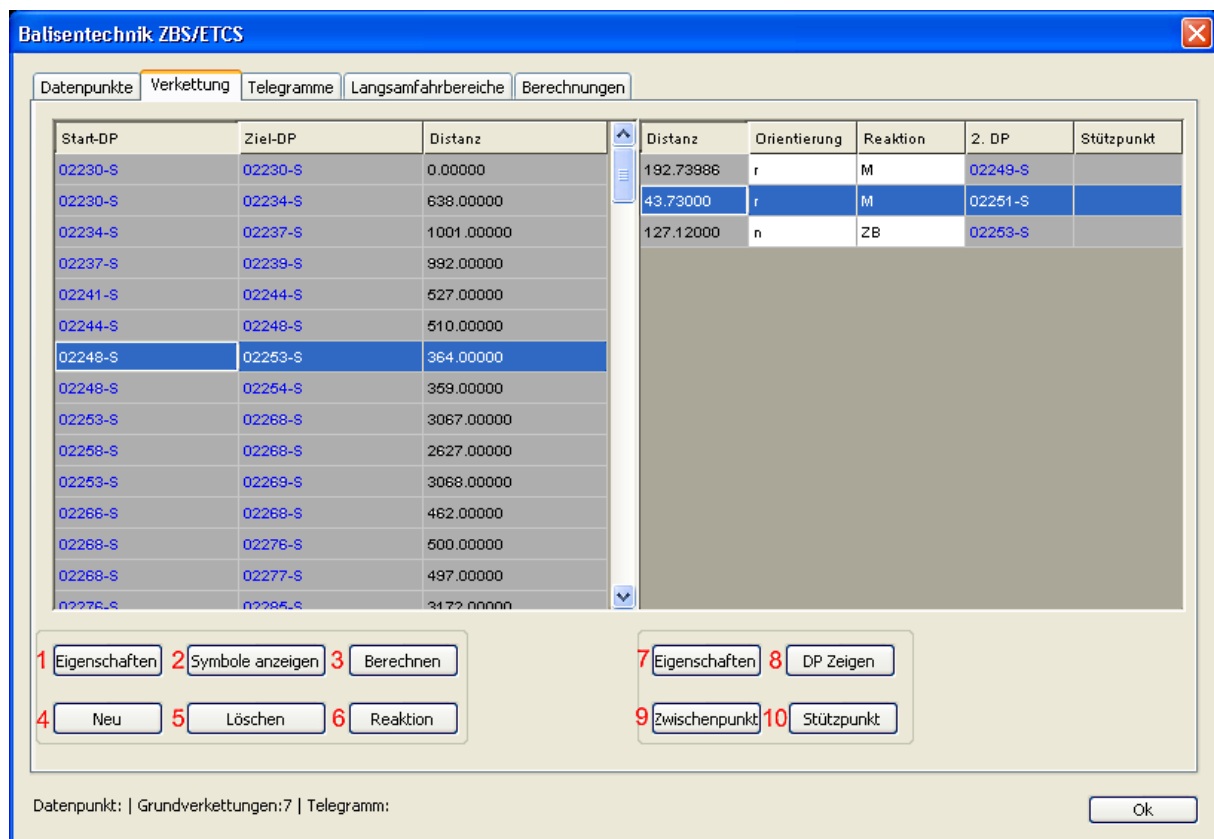 Balisentechnik ZBS/ETCS
Datenpunkte Verkettung Telegramme Langsamfahrbereiche Berechnungen
Start-DP Ziel-DP Distanz
02230-S 02230-S 0.00000
02230-S 02234-S 638.00000
02234-S 02237-S 1001.00000
02237-S 02239-S 992.00000
02241-S 02244-S 527.00000
02244-S 02248-S 510.00000
02248-S 02253-S 364.00000
02248-S 02254-S 359.00000
02253-S 02268-S 3067.00000
02258-S 02268-S 2627.00000
02253-S 02269-S 3068.00000
02266-S 02268-S 462.00000
02268-S 02276-S 500.00000
02268-S 02277-S 497.00000
02276-S 02285-S 3172.00000
Distanz Orientierung Reaktion 2. DP Stützpunkt
192.73986 r M 02249-S
43.73000 r M 02251-S
127.12000 n ZB 02253-S
1 Eigenschaften 2 Symbole anzeigen 3 Berechnen
4 Neu 5 Löschen 6 Reaktion
7 Eigenschaften 8 DP Zeigen
9 Zwischenpunkt 10 Stützpunkt
Datenpunkt: | Grundverkettungen:7 | Telegramm:
Ok